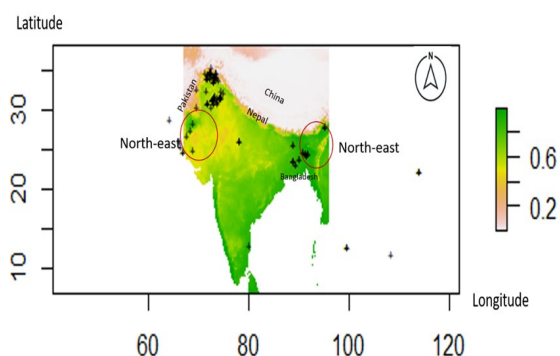 Latitude
N
China
Pakistan
Nepal
North-east
North-east
Bangladesh
30
20
10
0.6
0.2
Longitude
60
80
100
120